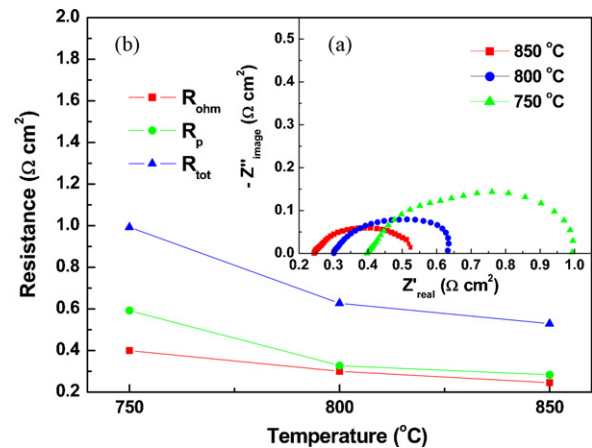 (b)
R_ohm
R_p
R_tot
Resistance (Ω cm²)
2.0
1.8
1.6
1.4
1.2
1.0
0.8
0.6
0.4
0.2
750
800
850
Temperature (°C)
(a)
850 °C
800 °C
750 °C
- Z''_image (Ω cm²)
0.5
0.4
0.3
0.2
0.1
0.0
0.2 0.3 0.4 0.5 0.6 0.7 0.8 0.9 1.0
Z'_real (Ω cm²)